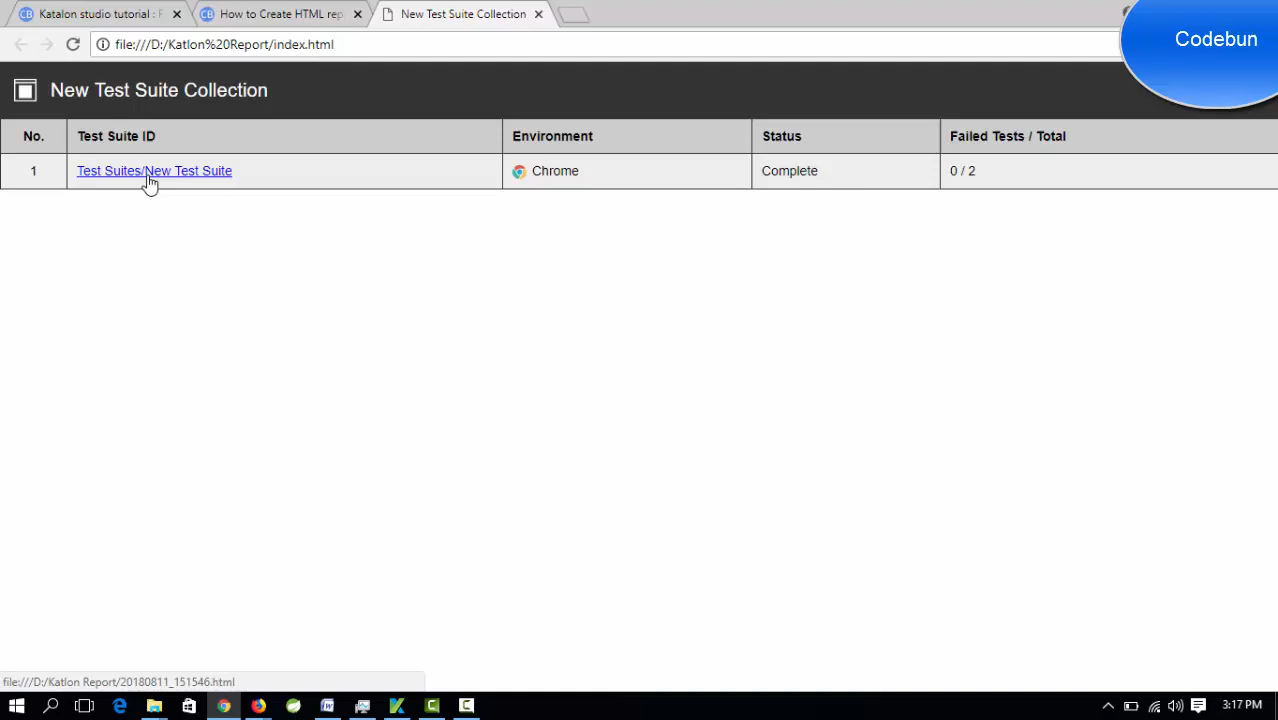 Katalon studio tutorial : F
How to Create HTML rep
New Test Suite Collection
file:///D:/Katlon%20Report/index.html
Codebun
New Test Suite Collection
No. Test Suite ID Environment Status Failed Tests / Total
1 Test Suites/New Test Suite Chrome Complete 0 / 2
file:///D:/Katlon Report/20180811_151546.html
3:17 PM